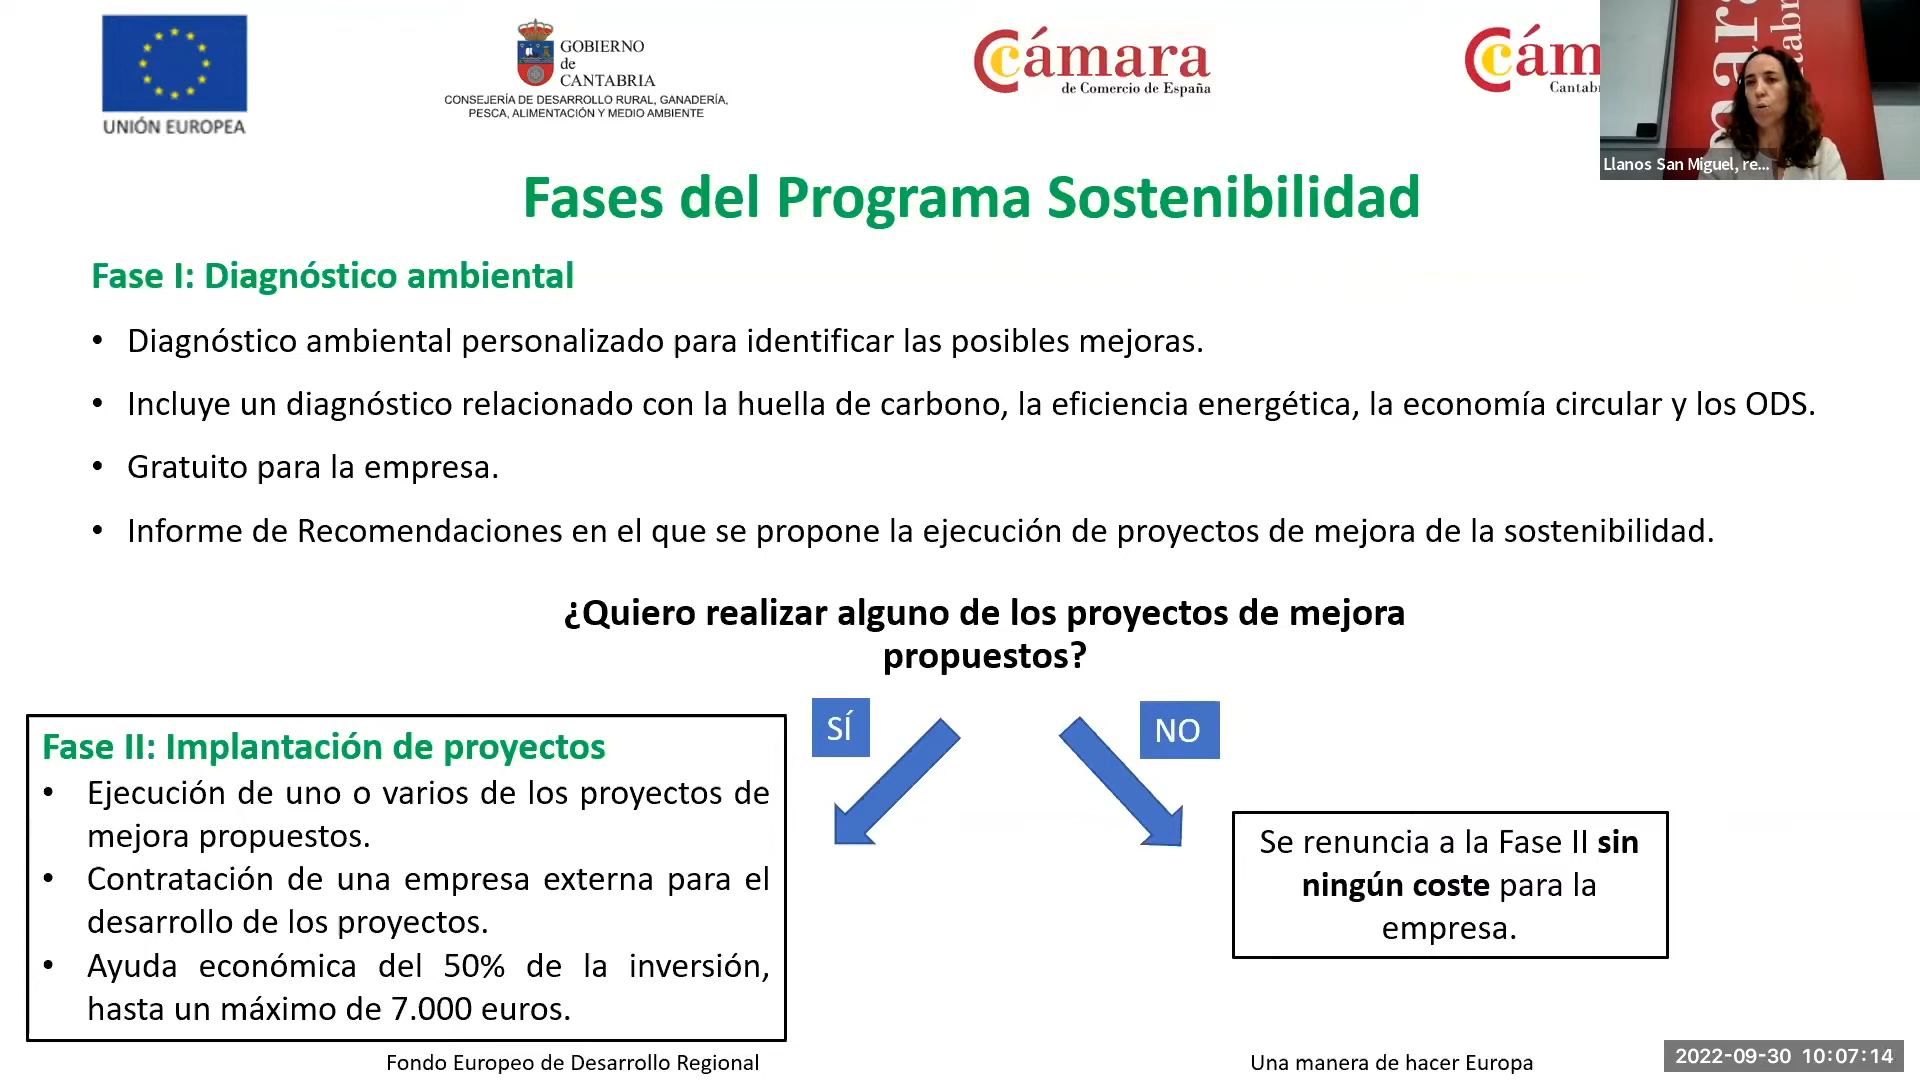 UNIÓN EUROPEA
GOBIERNO
de
CANTABRIA
CONSEJERÍA DE DESARROLLO RURAL, GANADERÍA,
PESCA, ALIMENTACIÓN Y MEDIO AMBIENTE
Cámara
de Comercio de España
Cám
Cantabr
mara
antabr
Llanos San Miguel, re...
Fases del Programa Sostenibilidad
Fase I: Diagnóstico ambiental
• Diagnóstico ambiental personalizado para identificar las posibles mejoras.
• Incluye un diagnóstico relacionado con la huella de carbono, la eficiencia energética, la economía circular y los ODS.
• Gratuito para la empresa.
• Informe de Recomendaciones en el que se propone la ejecución de proyectos de mejora de la sostenibilidad.
¿Quiero realizar alguno de los proyectos de mejora
propuestos?
SÍ
NO
Fase II: Implantación de proyectos
• Ejecución de uno o varios de los proyectos de
mejora propuestos.
• Contratación de una empresa externa para el
desarrollo de los proyectos.
• Ayuda económica del 50% de la inversión,
hasta un máximo de 7.000 euros.
Se renuncia a la Fase II sin
ningún coste para la
empresa.
Fondo Europeo de Desarrollo Regional
Una manera de hacer Europa
2022-09-30 10:07:14